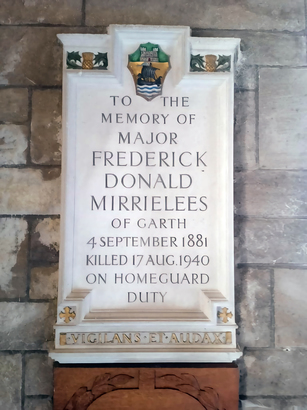 TO THE
MEMORY OF
MAJOR
FREDERICK
DONALD
MIRRIELEES
OF GARTH
4 SEPTEMBER 1881
KILLED 17 AUG. 1940
ON HOMEGUARD
DUTY
VIGILANS · ET · AUDAX